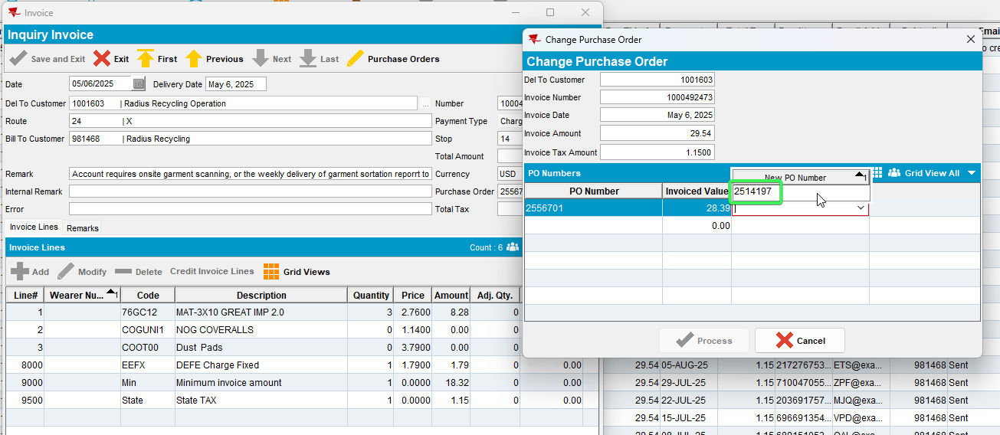 Invoice
Inquiry Invoice
Save and Exit Exit First Previous Next Last Purchase Orders
Date 05/06/2025 16 Delivery Date May 6, 2025
Del To Customer 1001603 | Radius Recycling Operation ... Number 10004
Route 24 | X Payment Type Charg
Bill To Customer 981468 | Radius Recycling Stop 14
Total Amount
Remark Account requires onsite garment scanning, or the weekly delivery of garment sortation reporrt to Currency USD
Internal Remark Purchase Order 25567
Error Total Tax
Invoice Lines Remarks
Invoice Lines Count : 6
Add Modify Delete Credit Invoice Lines Grid Views
Line# Wearer Nu... 1 Code Description Quantity Price Amount Adj. Qty.
1 76GC12 MAT-3X10 GREAT IMP 2.0 3 2.7600 8.28 0
2 COGUNI1 NOG COVERALLS 0 1.1400 0.00 0
3 COOT00 Dust Pads 0 3.7900 0.00 0
8000 EEFX DEFE Charge Fixed 1 1.7900 1.79 0 0.00
9000 Min Minimum invoice amount 1 0.0000 18.32 0 0.00
9500 State State TAX 1 0.0000 1.15 0 0.00
Change Purchase Order
Change Purchase Order
Del To Customer 1001603
Invoice Number 1000492473
Invoice Date May 6, 2025
Invoice Amount 29.54
Invoice Tax Amount 1.1500
PO Numbers Grid View All
New PO Number 1
PO Number Invoiced Value 2514197
2556701 28.39
0.00
Process Cancel
Emai
o cre
29.54 05-AUG-25 1.15 217276753... ETS@exa... 981468 Sent
29.54 29-JUL-25 1.15 710047055... ZPF@exa... 981468 Sent
29.54 22-JUL-25 1.15 203691757... MJQ@exa... 981468 Sent
29.54 15-JUL-25 1.15 696691354... VPD@exa... 981468 Sent